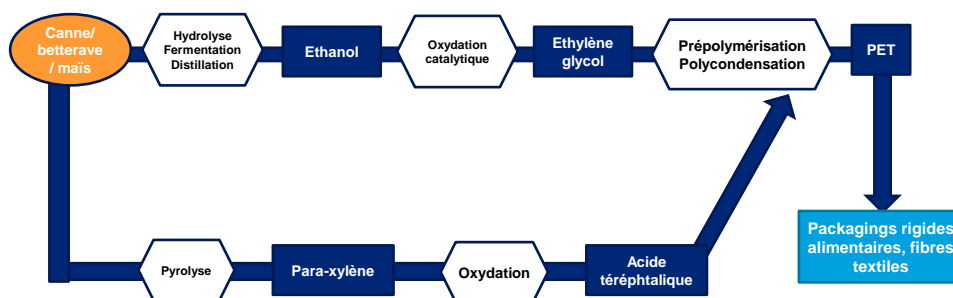 Canne/
betterave
/ maïs
Hydrolyse
Fermentation
Distillation
Ethanol
Oxydation
catalytique
Ethylène
glycol
Prépolymérisation
Polycondensation
PET
Packagings rigides
alimentaires, fibres
textiles
Pyrolyse
Para-xylène
Oxydation
Acide
téréphtalique